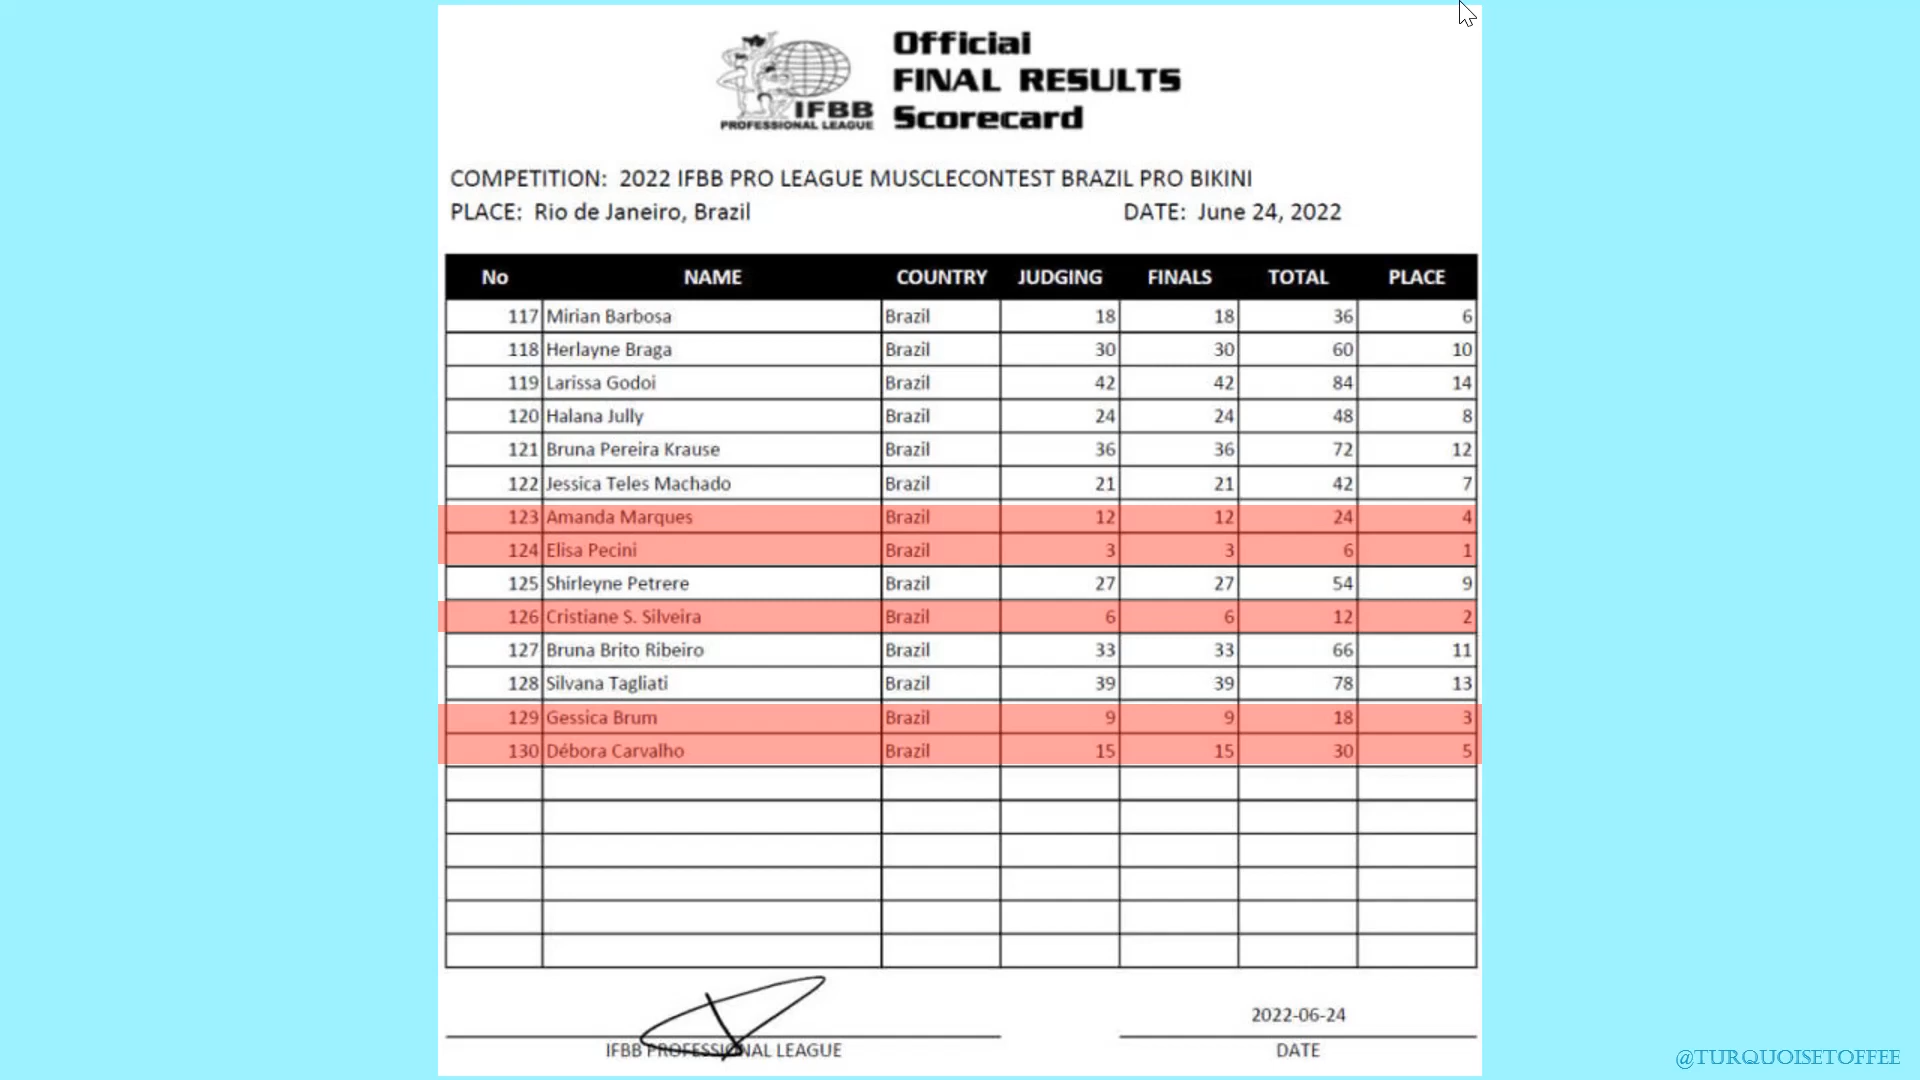 Official
FINAL RESULTS
Scorecard
IFBB
PROFESSIONAL LEAGUE
COMPETITION: 2022 IFBB PRO LEAGUE MUSCLECONTEST BRAZIL PRO BIKINI
PLACE: Rio de Janeiro, Brazil DATE: June 24, 2022
No NAME COUNTRY JUDGING FINALS TOTAL PLACE
117 Mirian Barbosa Brazil 18 18 36 6
118 Herlayne Braga Brazil 30 30 60 10
119 Larissa Godoi Brazil 42 42 84 14
120 Halana Jully Brazil 24 24 48 8
121 Bruna Pereira Krause Brazil 36 36 72 12
122 Jessica Teles Machado Brazil 21 21 42 7
123 Amanda Marques Brazil 12 12 24 4
124 Elisa Pecini Brazil 3 3 6 1
125 Shirleyne Petrere Brazil 27 27 54 9
126 Cristiane S. Silveira Brazil 6 6 12 2
127 Bruna Brito Ribeiro Brazil 33 33 66 11
128 Silvana Tagliati Brazil 39 39 78 13
129 Gessica Brum Brazil 9 9 18 3
130 Débora Carvalho Brazil 15 15 30 5
2022-06-24
IFBB PROFESSIONAL LEAGUE DATE
@TURQUOISETOFFEE